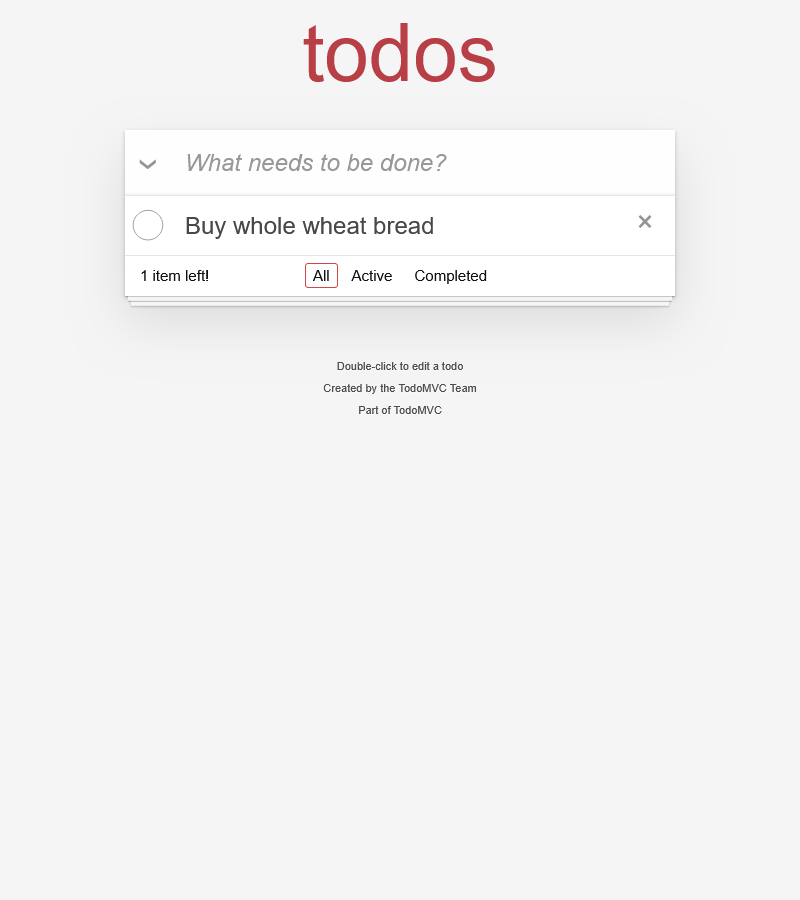 todos
What needs to be done?
Buy whole wheat bread ×
1 item left! All Active Completed
Double-click to edit a todo
Created by the TodoMVC Team
Part of TodoMVC